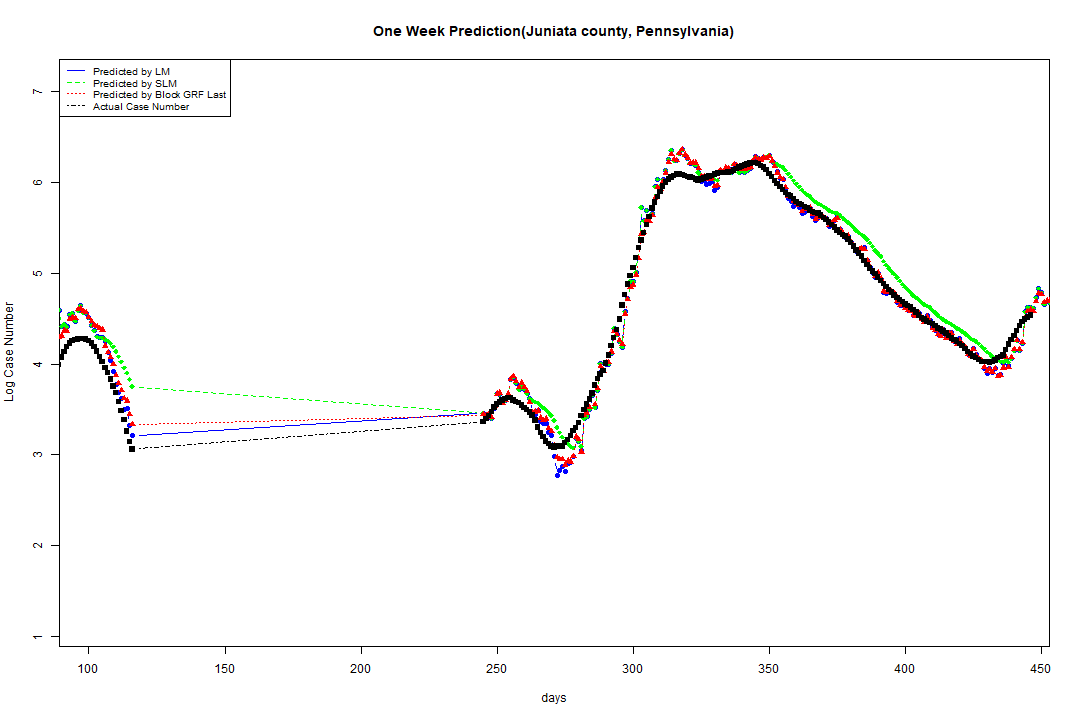 One Week Prediction(Juniata county, Pennsylvania)
Predicted by LM
Predicted by SLM
Predicted by Block GRF Last
Actual Case Number
7
6
5
4
3
2
1
Log Case Number
100 150 200 250 300 350 400 450
days